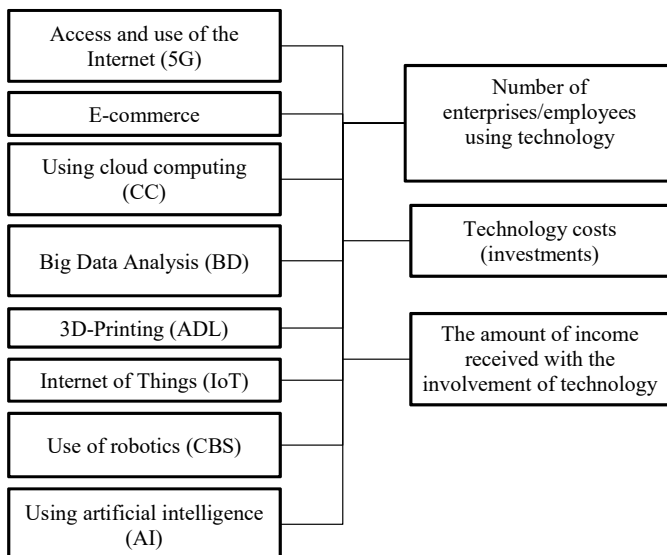 Access and use of the
Internet (5G)
E-commerce
Using cloud computing
(CC)
Big Data Analysis (BD)
3D-Printing (ADL)
Internet of Things (IoT)
Use of robotics (CBS)
Using artificial intelligence
(AI)
Number of
enterprises/employees
using technology
Technology costs
(investments)
The amount of income
received with the
involvement of technology